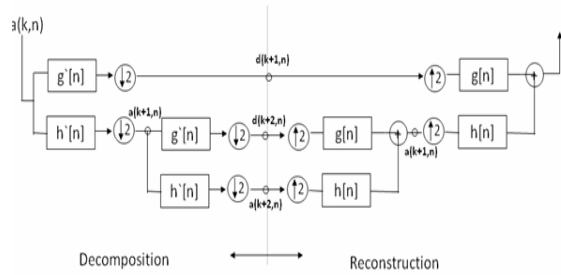 a(k,n)
d(k+1,n)
g`[n] ↓2 ↑2 g[n] +
a(k+1,n) d(k+2,n)
h`[n] ↓2 g`[n] ↓2 ↑2 g[n] + ↑2 h[n]
a(k+1,n)
h`[n] ↓2 ↑2 h[n]
a(k+2,n)
Decomposition Reconstruction